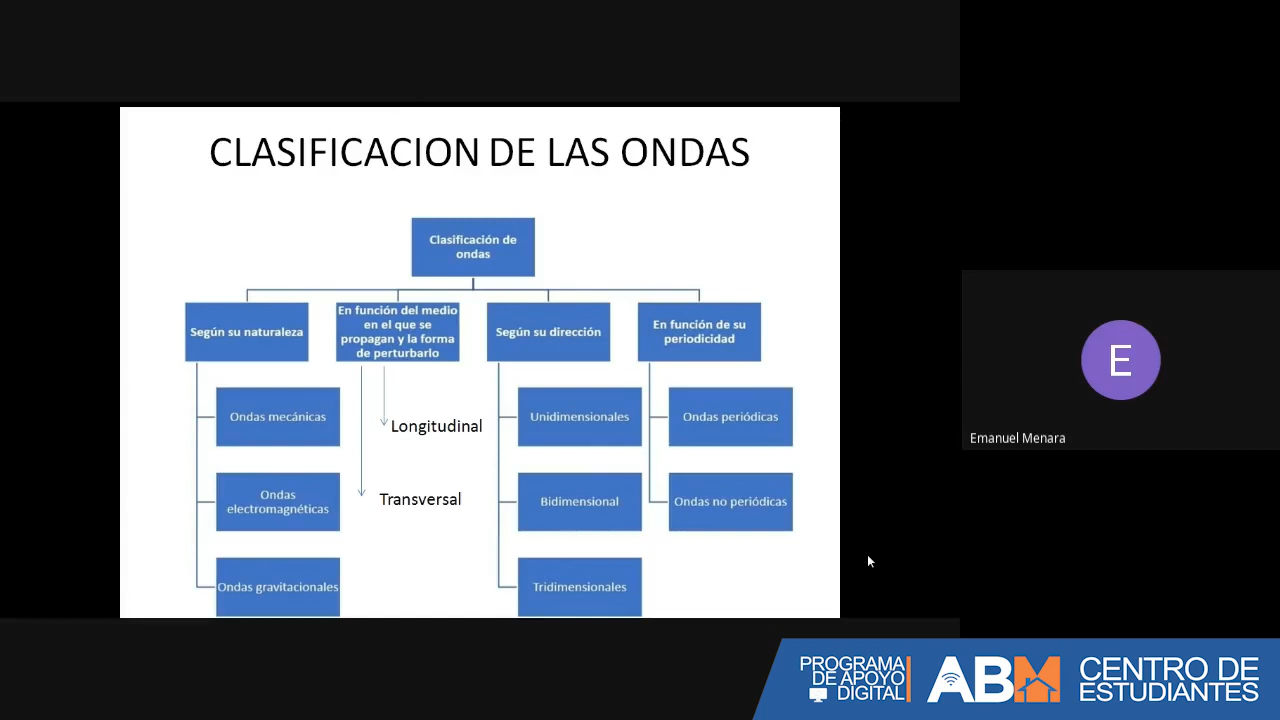 CLASIFICACION DE LAS ONDAS
Clasificación de
ondas
Según su naturaleza
En función del medio
en el que se
propagan y la forma
de perturbarlo
Según su dirección
En función de su
periodicidad
Ondas mecánicas
Longitudinal
Unidimensionales
Ondas periódicas
Ondas
electromagnéticas
Transversal
Bidimensional
Ondas no periódicas
Ondas gravitacionales
Tridimensionales
E
Emanuel Menara
PROGRAMA
DE APOYO
DIGITAL
ABM
CENTRO DE
ESTUDIANTES